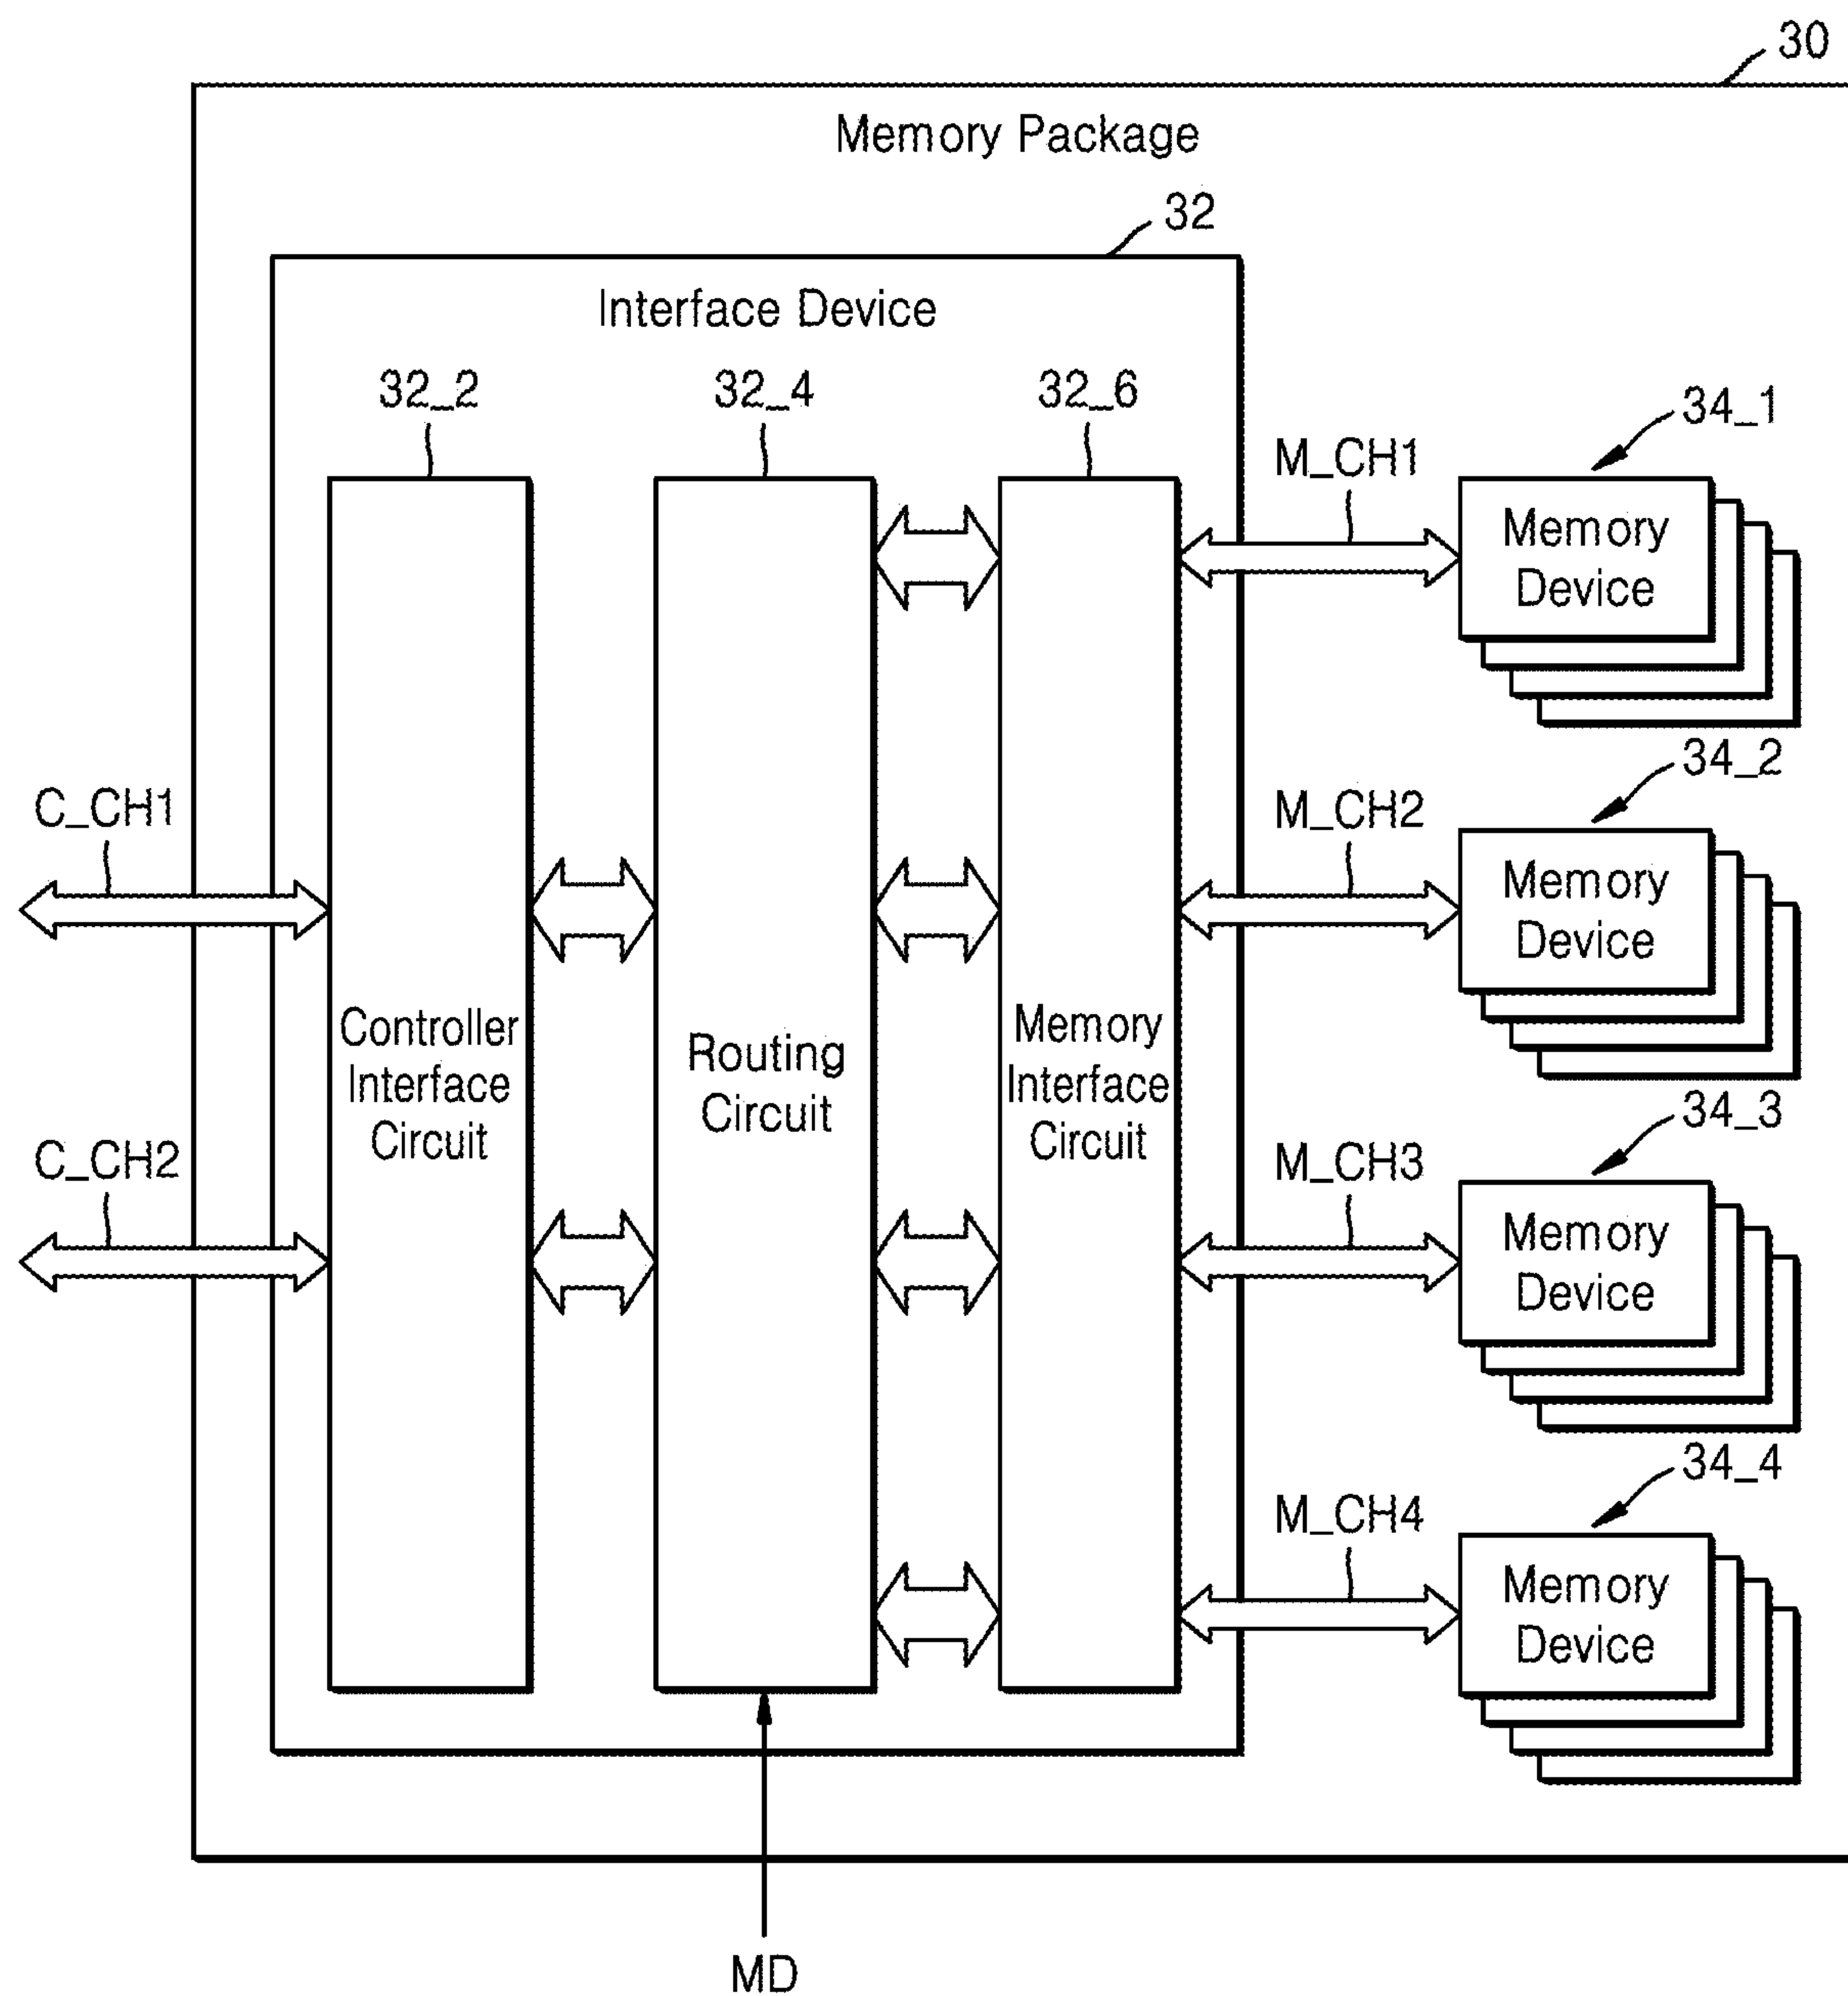 30
Memory Package
32
Interface Device
32_2
32_4
32_6
34_1
M_CH1
Memory
Device
34_2
C_CH1
M_CH2
Memory
Device
Controller
Interface
Circuit
Routing
Circuit
Memory
Interface
Circuit
34_3
C_CH2
M_CH3
Memory
Device
34_4
M_CH4
Memory
Device
MD